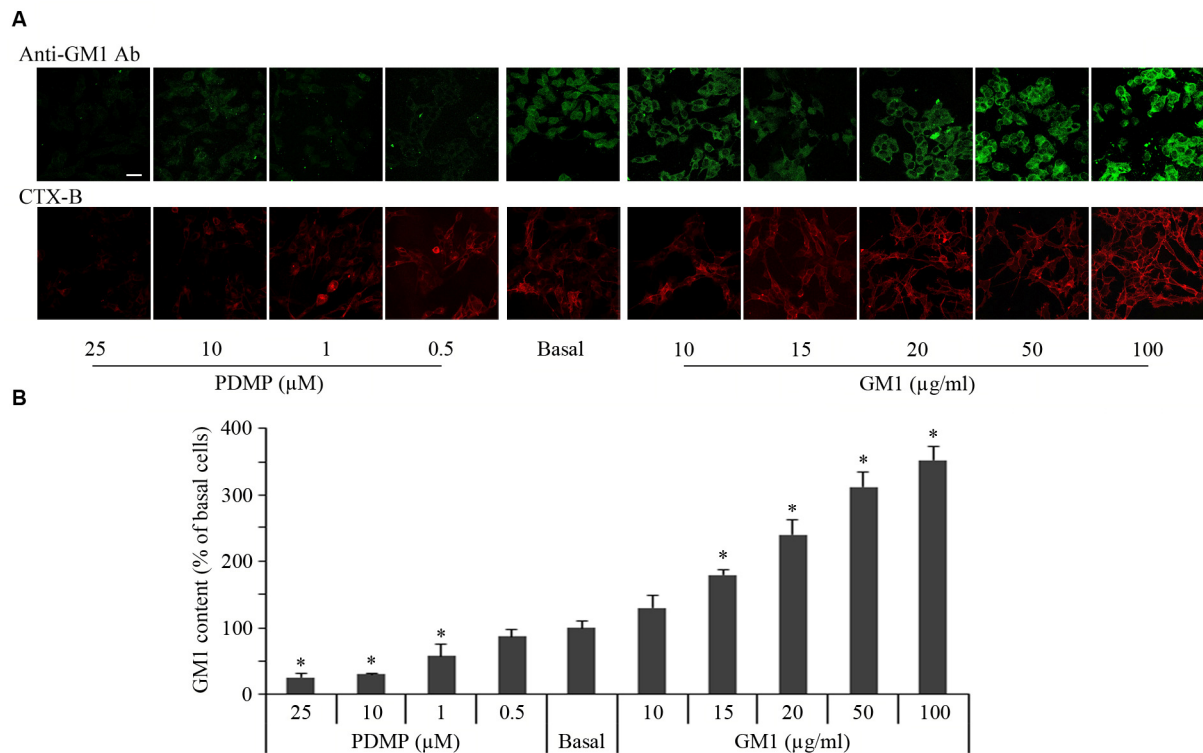 A
Anti-GM1 Ab
CTX-B
25 10 1 0.5 Basal 10 15 20 50 100
PDMP (µM) GM1 (µg/ml)
B
GM1 content (% of basal cells)
400
300
200
100
0
* * * * * * *
25 10 1 0.5 10 15 20 50 100
PDMP (µM) Basal GM1 (µg/ml)